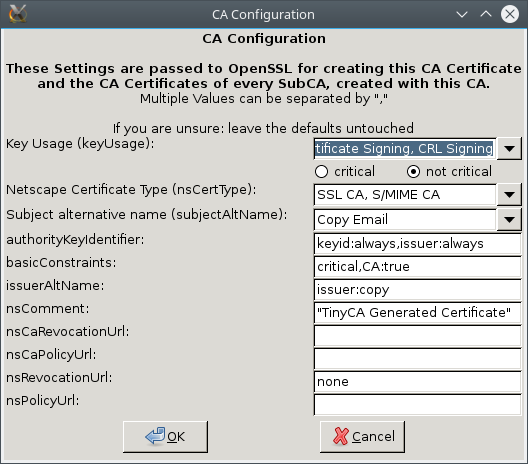 CA Configuration
CA Configuration
These Settings are passed to OpenSSL for creating this CA Certificate
and the CA Certificates of every SubCA, created with this CA.
Multiple Values can be separated by ","
If you are unsure: leave the defaults untouched
Key Usage (keyUsage): tificate Signing, CRL Signing
critical not critical
Netscape Certificate Type (nsCertType): SSL CA, S/MIME CA
Subject alternative name (subjectAltName): Copy Email
authorityKeyIdentifier: keyid:always,issuer:always
basicConstraints: critical,CA:true
issuerAltName: issuer:copy
nsComment: "TinyCA Generated Certificate"
nsCaRevocationUrl:
nsCaPolicyUrl:
nsRevocationUrl: none
nsPolicyUrl:
OK Cancel